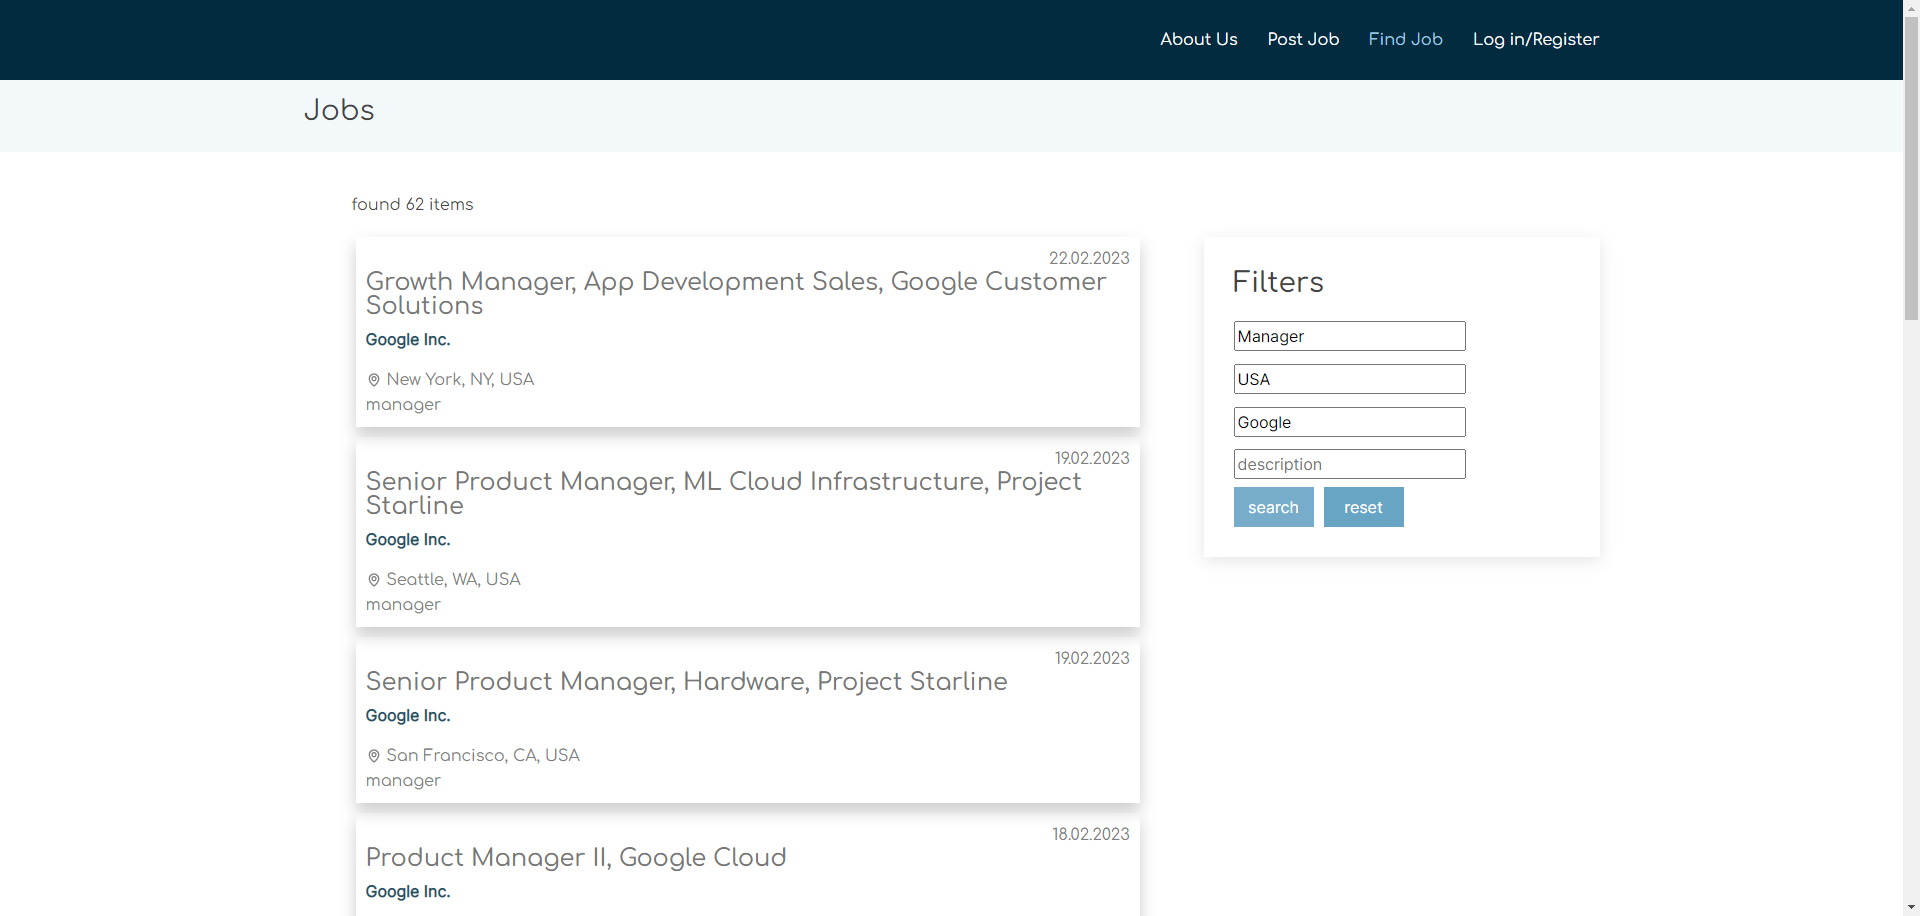 About Us Post Job Find Job Log in/Register
Jobs
found 62 items
22.02.2023
Growth Manager, App Development Sales, Google Customer
Solutions
Google Inc.
New York, NY, USA
manager
19.02.2023
Senior Product Manager, ML Cloud Infrastructure, Project
Starline
Google Inc.
Seattle, WA, USA
manager
19.02.2023
Senior Product Manager, Hardware, Project Starline
Google Inc.
San Francisco, CA, USA
manager
18.02.2023
Product Manager II, Google Cloud
Google Inc.
Filters
Manager
USA
Google
description
search reset